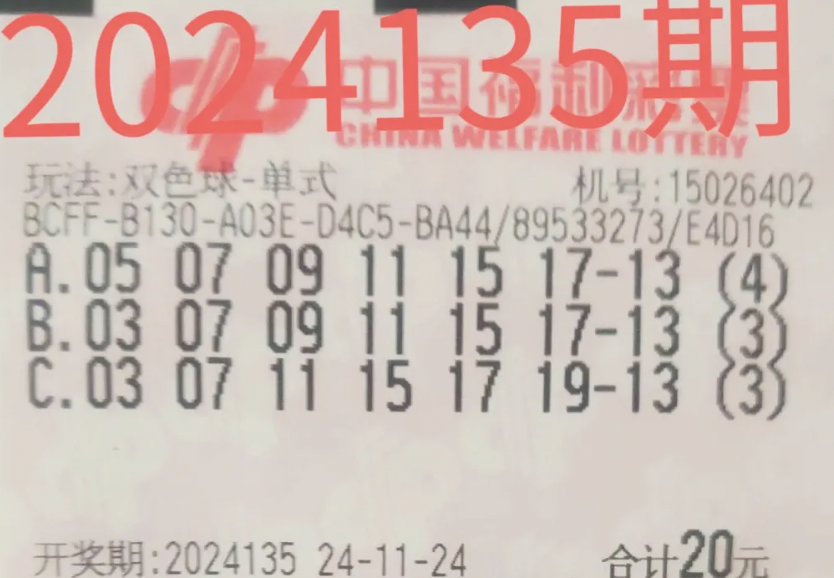 2024135期
中国福利彩票
CHINA WELFARE LOTTERY
玩法:双色球-单式 机号:15026402
BCFF-B130-A03E-D4C5-BA44/89533273/E4D16
A.05 07 09 11 15 17-13 (4)
B.03 07 09 11 15 17-13 (3)
C.03 07 11 15 17 19-13 (3)
开奖期:2024135 24-11-24 合计20元